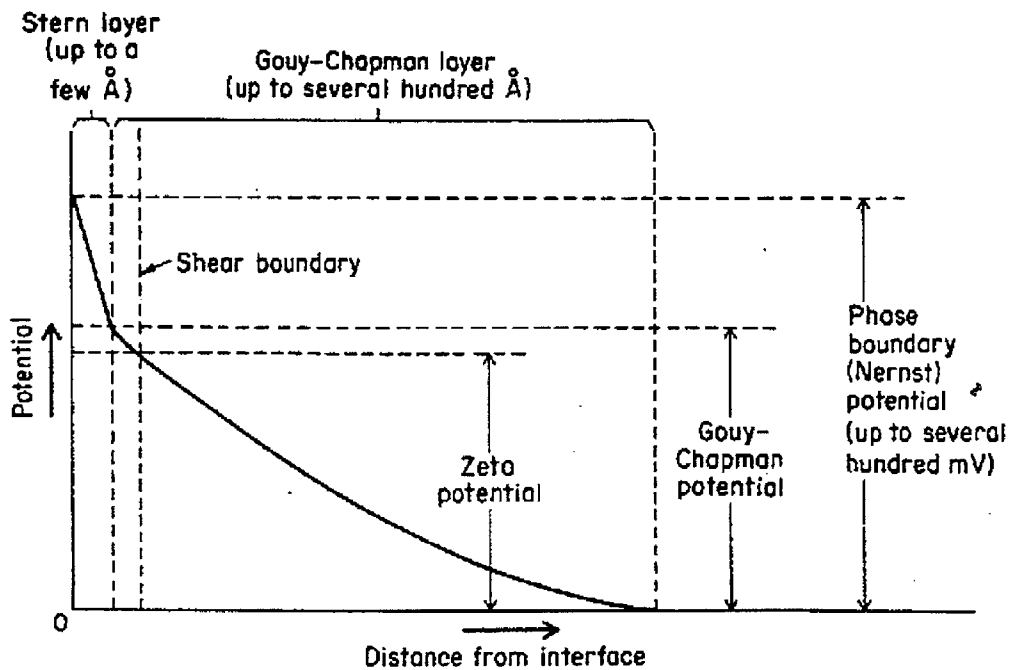 Stern layer
(up to a
few Å)
Gouy-Chapman layer
(up to several hundred Å)
Shear boundary
Potential
Zeta
potential
Gouy-
Chapman
potential
Phase
boundary
(Nernst)
potential
(up to several
hundred mV)
0
Distance from interface